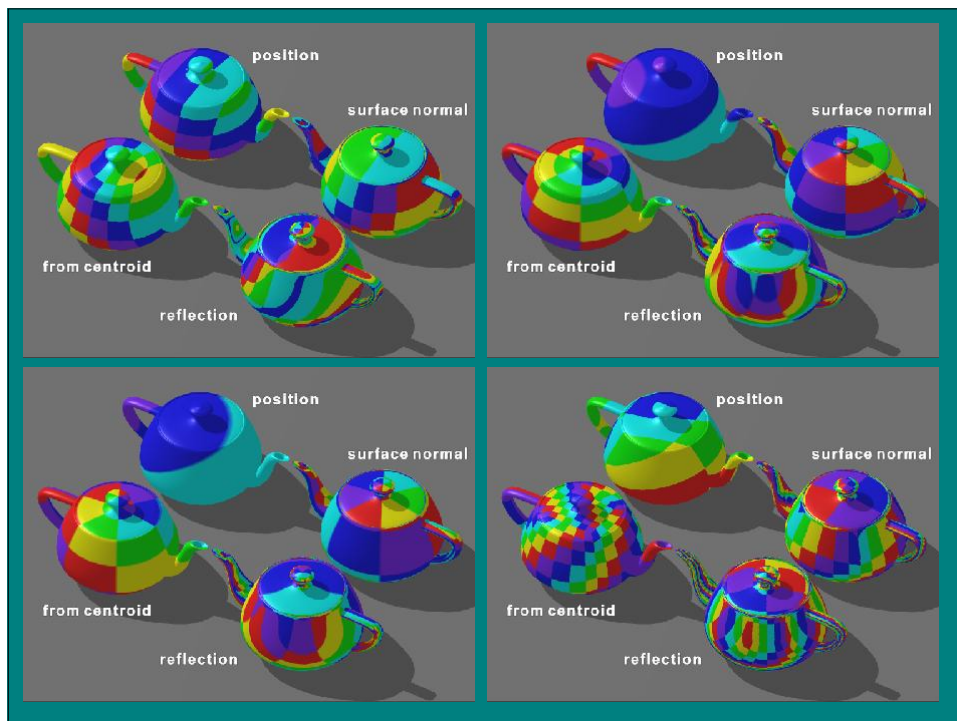 position
surface normal
from centroid
reflection
position
surface normal
from centroid
reflection
position
surface normal
from centroid
reflection
position
surface normal
from centroid
reflection